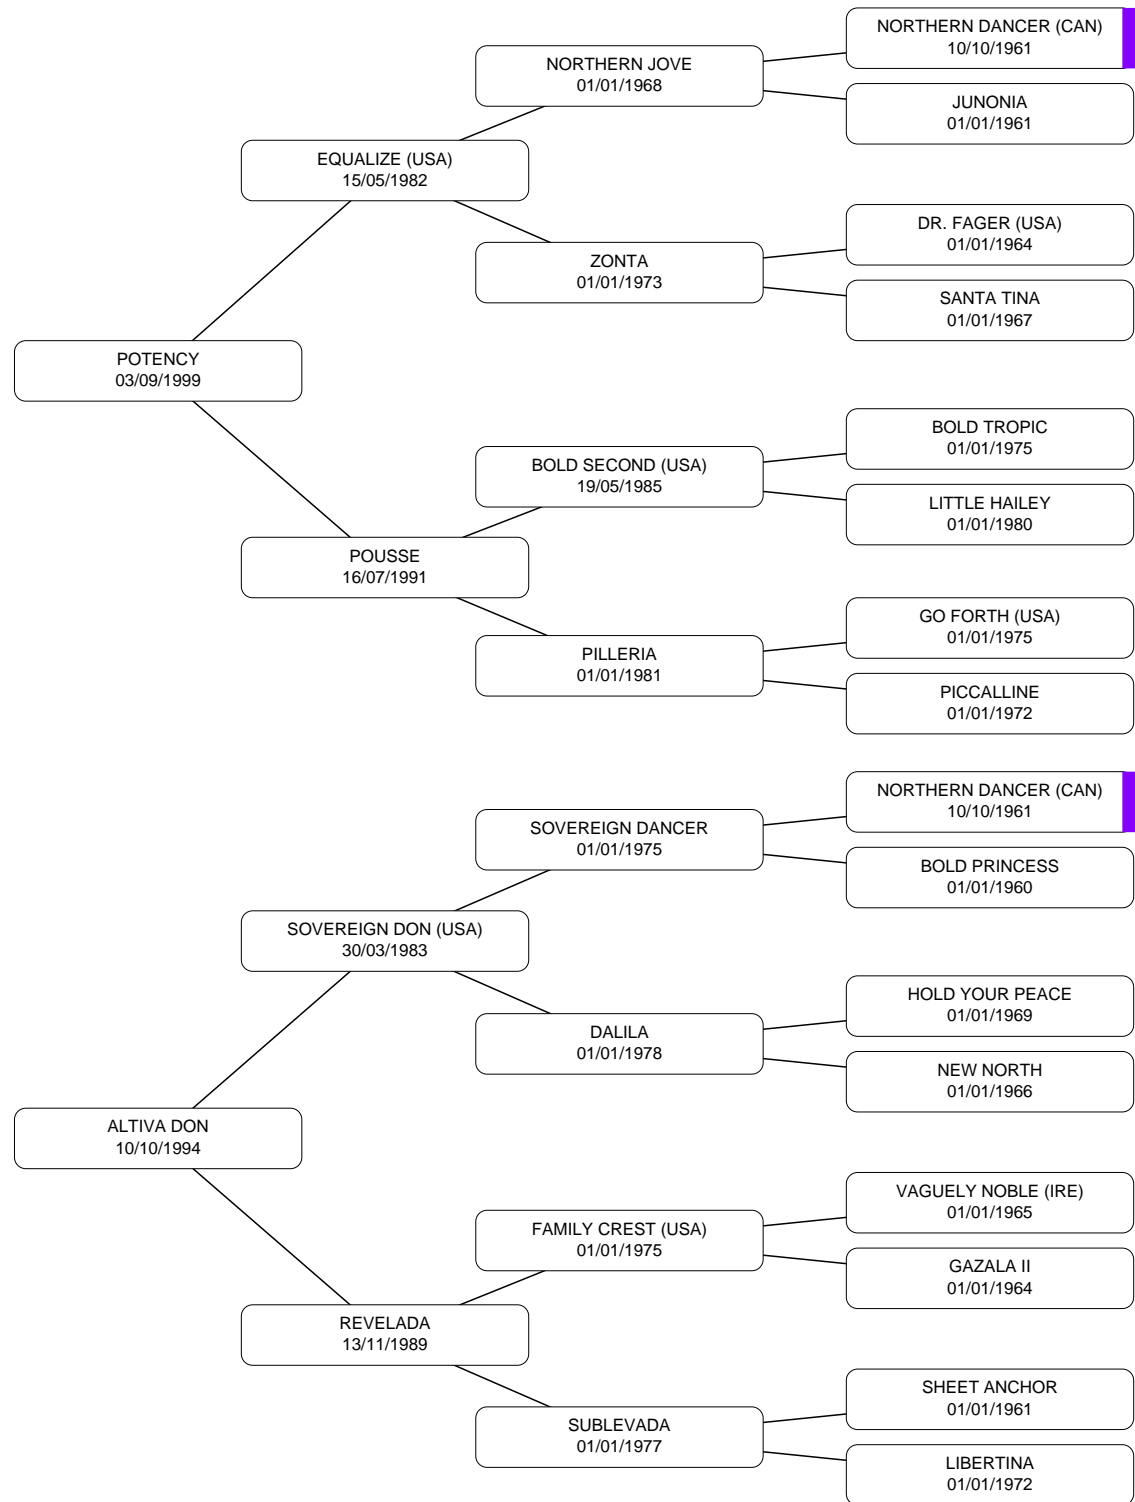 NORTHERN DANCER (CAN)
10/10/1961
NORTHERN JOVE
01/01/1968
JUNONIA
01/01/1961
EQUALIZE (USA)
15/05/1982
DR. FAGER (USA)
01/01/1964
ZONTA
01/01/1973
SANTA TINA
01/01/1967
POTENCY
03/09/1999
BOLD TROPIC
01/01/1975
BOLD SECOND (USA)
19/05/1985
LITTLE HAILEY
01/01/1980
POUSSE
16/07/1991
GO FORTH (USA)
01/01/1975
PILLERIA
01/01/1981
PICCALLINE
01/01/1972
NORTHERN DANCER (CAN)
10/10/1961
SOVEREIGN DANCER
01/01/1975
BOLD PRINCESS
01/01/1960
SOVEREIGN DON (USA)
30/03/1983
HOLD YOUR PEACE
01/01/1969
DALILA
01/01/1978
NEW NORTH
01/01/1966
ALTIVA DON
10/10/1994
VAGUELY NOBLE (IRE)
01/01/1965
FAMILY CREST (USA)
01/01/1975
GAZALA II
01/01/1964
REVELADA
13/11/1989
SHEET ANCHOR
01/01/1961
SUBLEVADA
01/01/1977
LIBERTINA
01/01/1972